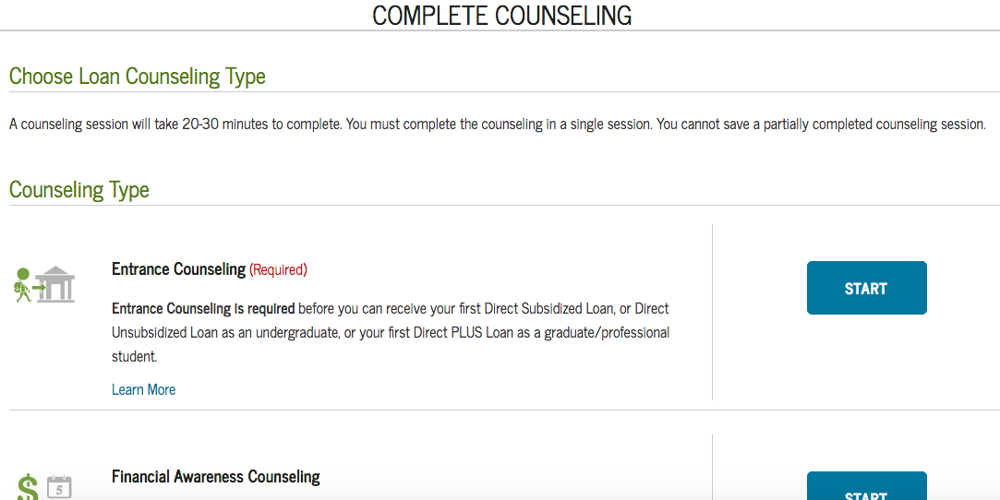 COMPLETE COUNSELING
Choose Loan Counseling Type
A counseling session will take 20-30 minutes to complete. You must complete the counseling in a single session. You cannot save a partially completed counseling session.
Counseling Type
Entrance Counseling (Required)
START
Entrance Counseling is required before you can receive your first Direct Subsidized Loan, or Direct
Unsubsidized Loan as an undergraduate, or your first Direct PLUS Loan as a graduate/professional
student.
Learn More
5
Financial Awareness Counseling
START